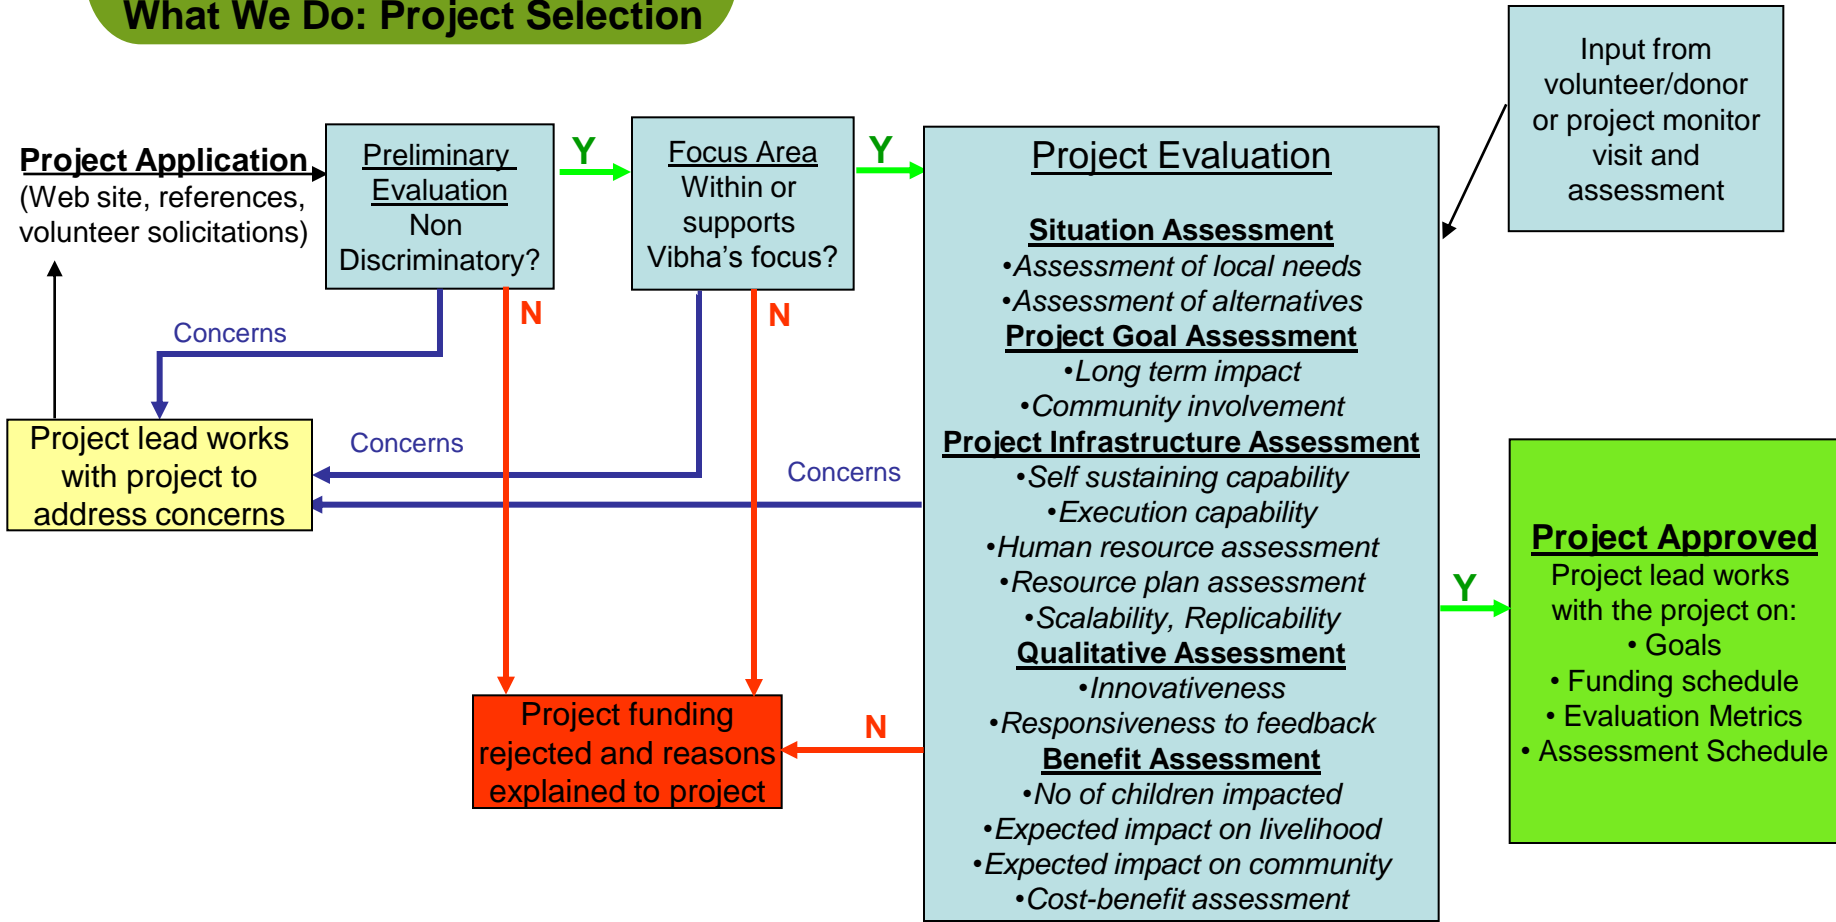 What We Do: Project Selection
Project Application
(Web site, references,
volunteer solicitations)
Preliminary
Evaluation
Non
Discriminatory?
Y
Focus Area
Within or
supports
Vibha's focus?
Y
Input from
volunteer/donor
or project monitor
visit and
assessment
N
N
Concerns
Concerns
Concerns
Project lead works
with project to
address concerns
Project funding
rejected and reasons
explained to project
N
Project Evaluation
Situation Assessment
•Assessment of local needs
•Assessment of alternatives
Project Goal Assessment
•Long term impact
•Community involvement
Project Infrastructure Assessment
•Self sustaining capability
•Execution capability
•Human resource assessment
•Resource plan assessment
•Scalability, Replicability
Qualitative Assessment
•Innovativeness
•Responsiveness to feedback
Benefit Assessment
•No of children impacted
•Expected impact on livelihood
•Expected impact on community
•Cost-benefit assessment
Y
Project Approved
Project lead works
with the project on:
• Goals
• Funding schedule
• Evaluation Metrics
• Assessment Schedule